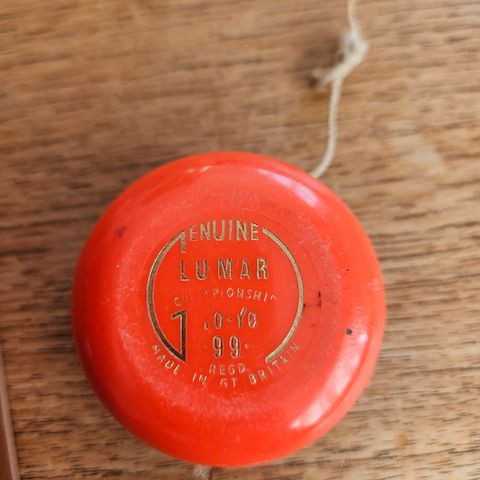 GENUINE
LUMAR
CHAMPIONSHIP
YO-YO
99
REGD
MADE IN GT BRITAIN